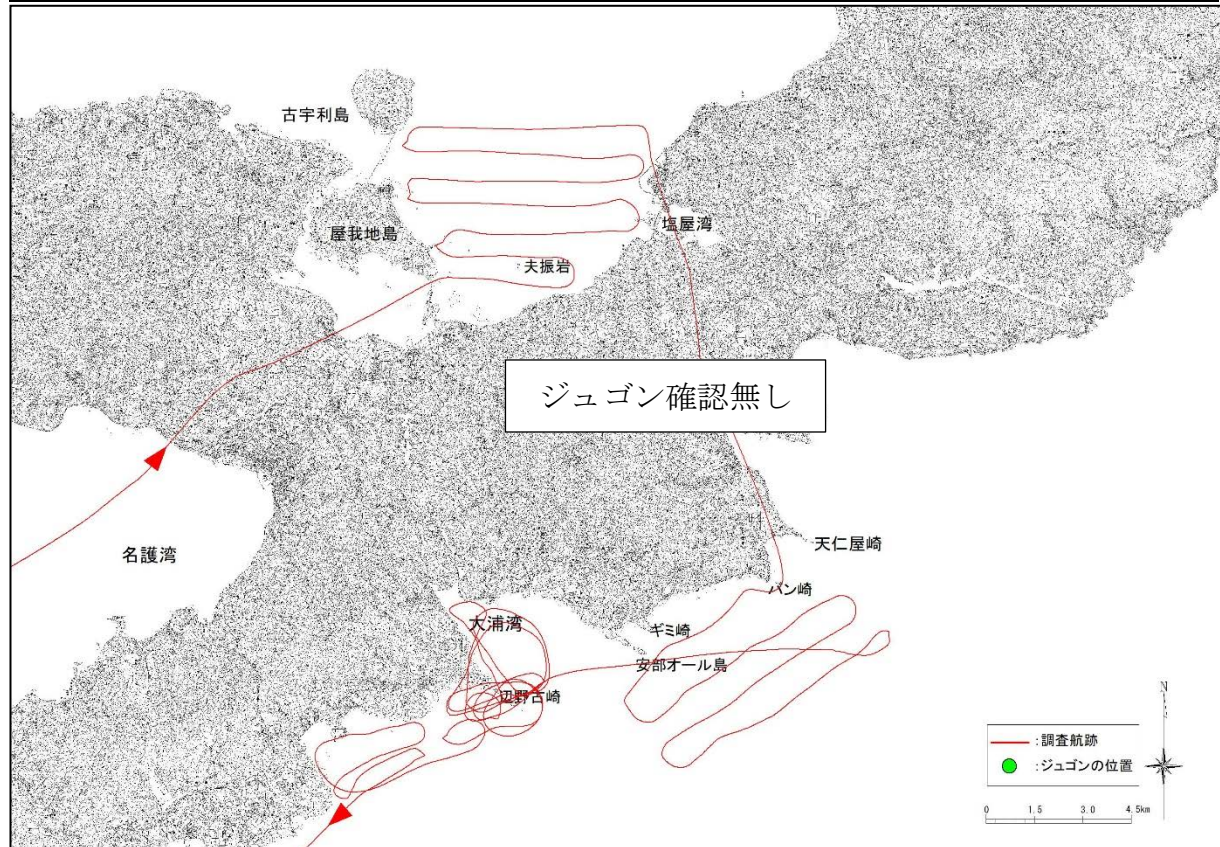 古宇利島
屋我地島
塩屋湾
夫振岩
ジュゴン確認無し
名護湾
天仁屋崎
バン崎
大浦湾
ギミ崎
安部オール島
辺野古崎
N
:調査航跡
:ジュゴンの位置
0 1.5 3.0 4.5km